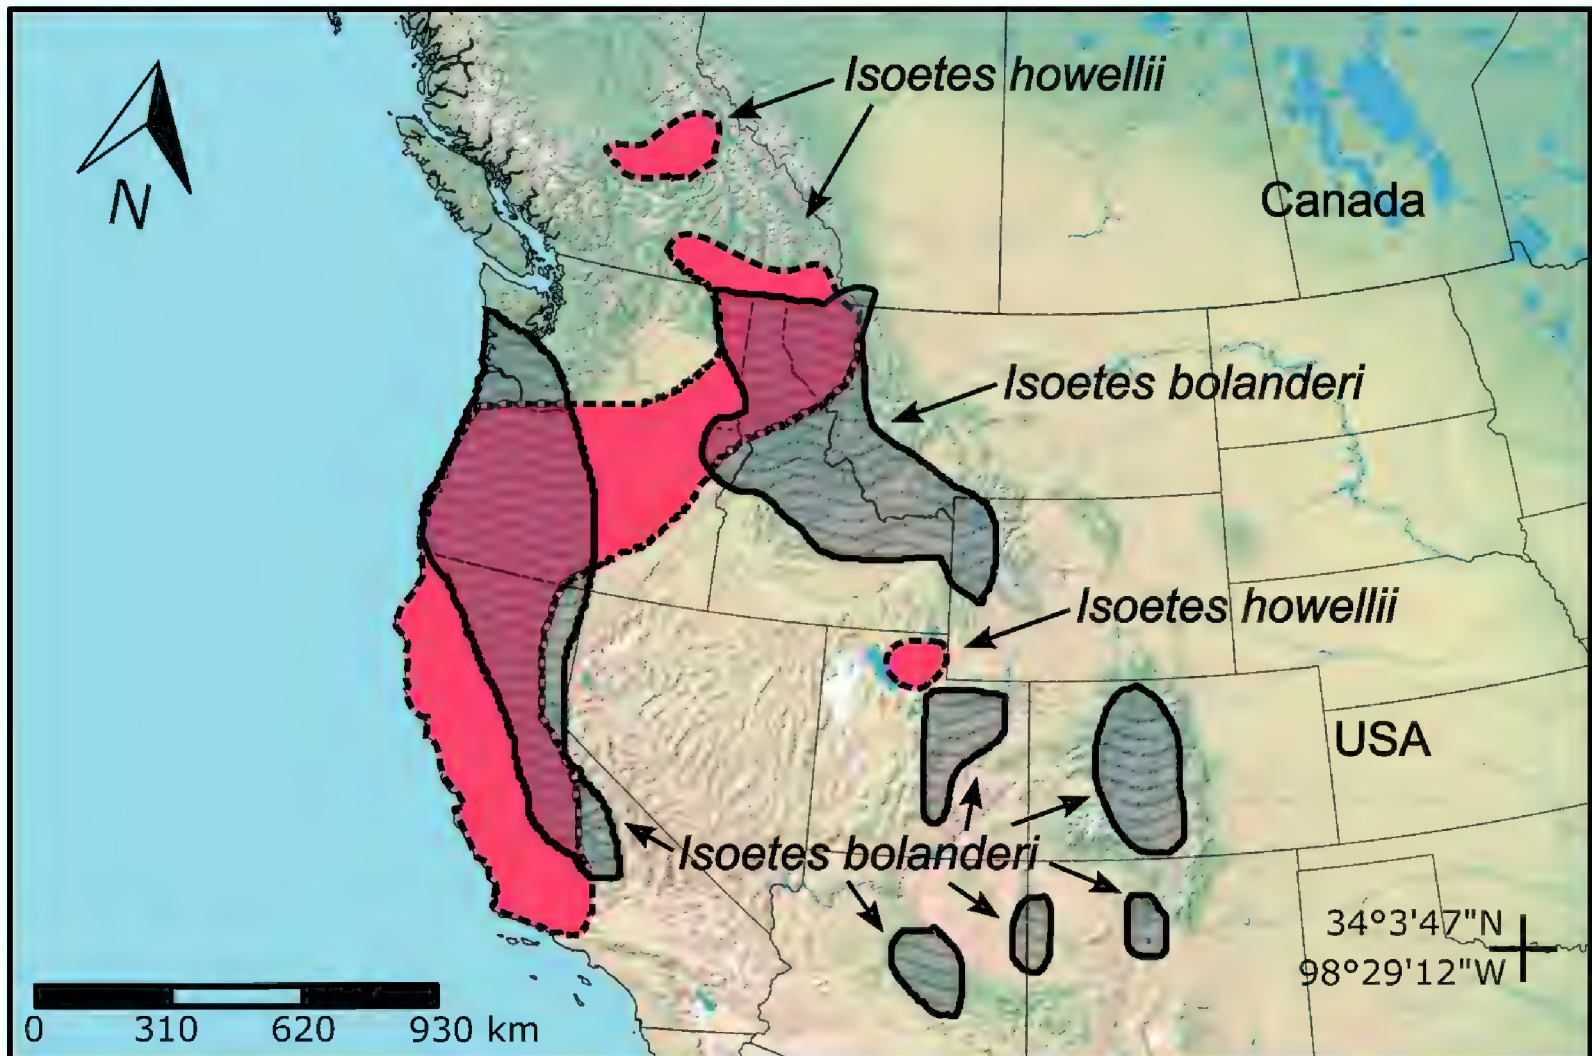 Isoetes howellii
N
Canada
Isoetes bolanderi
Isoetes howellii
USA
Isoetes bolanderi
34°3'47"N
98°29'12"W
0 310 620 930 km